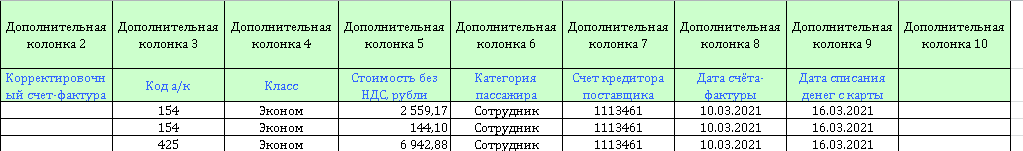 Дополнительная колонка 2 Дополнительная колонка 3 Дополнительная колонка 4 Дополнительная колонка 5 Дополнительная колонка 6 Дополнительная колонка 7 Дополнительная колонка 8 Дополнительная колонка 9 Дополнительная колонка 10
Корректировочный счет-фактура Код а/к Класс Стоимость без НДС, рубли Категория пассажира Счет кредитора поставщика Дата счёта-фактуры Дата списания денег с карты
154 Эконом 2 559,17 Сотрудник 1113461 10.03.2021 16.03.2021
154 Эконом 144,10 Сотрудник 1113461 10.03.2021 16.03.2021
425 Эконом 6 942,88 Сотрудник 1113461 10.03.2021 16.03.2021